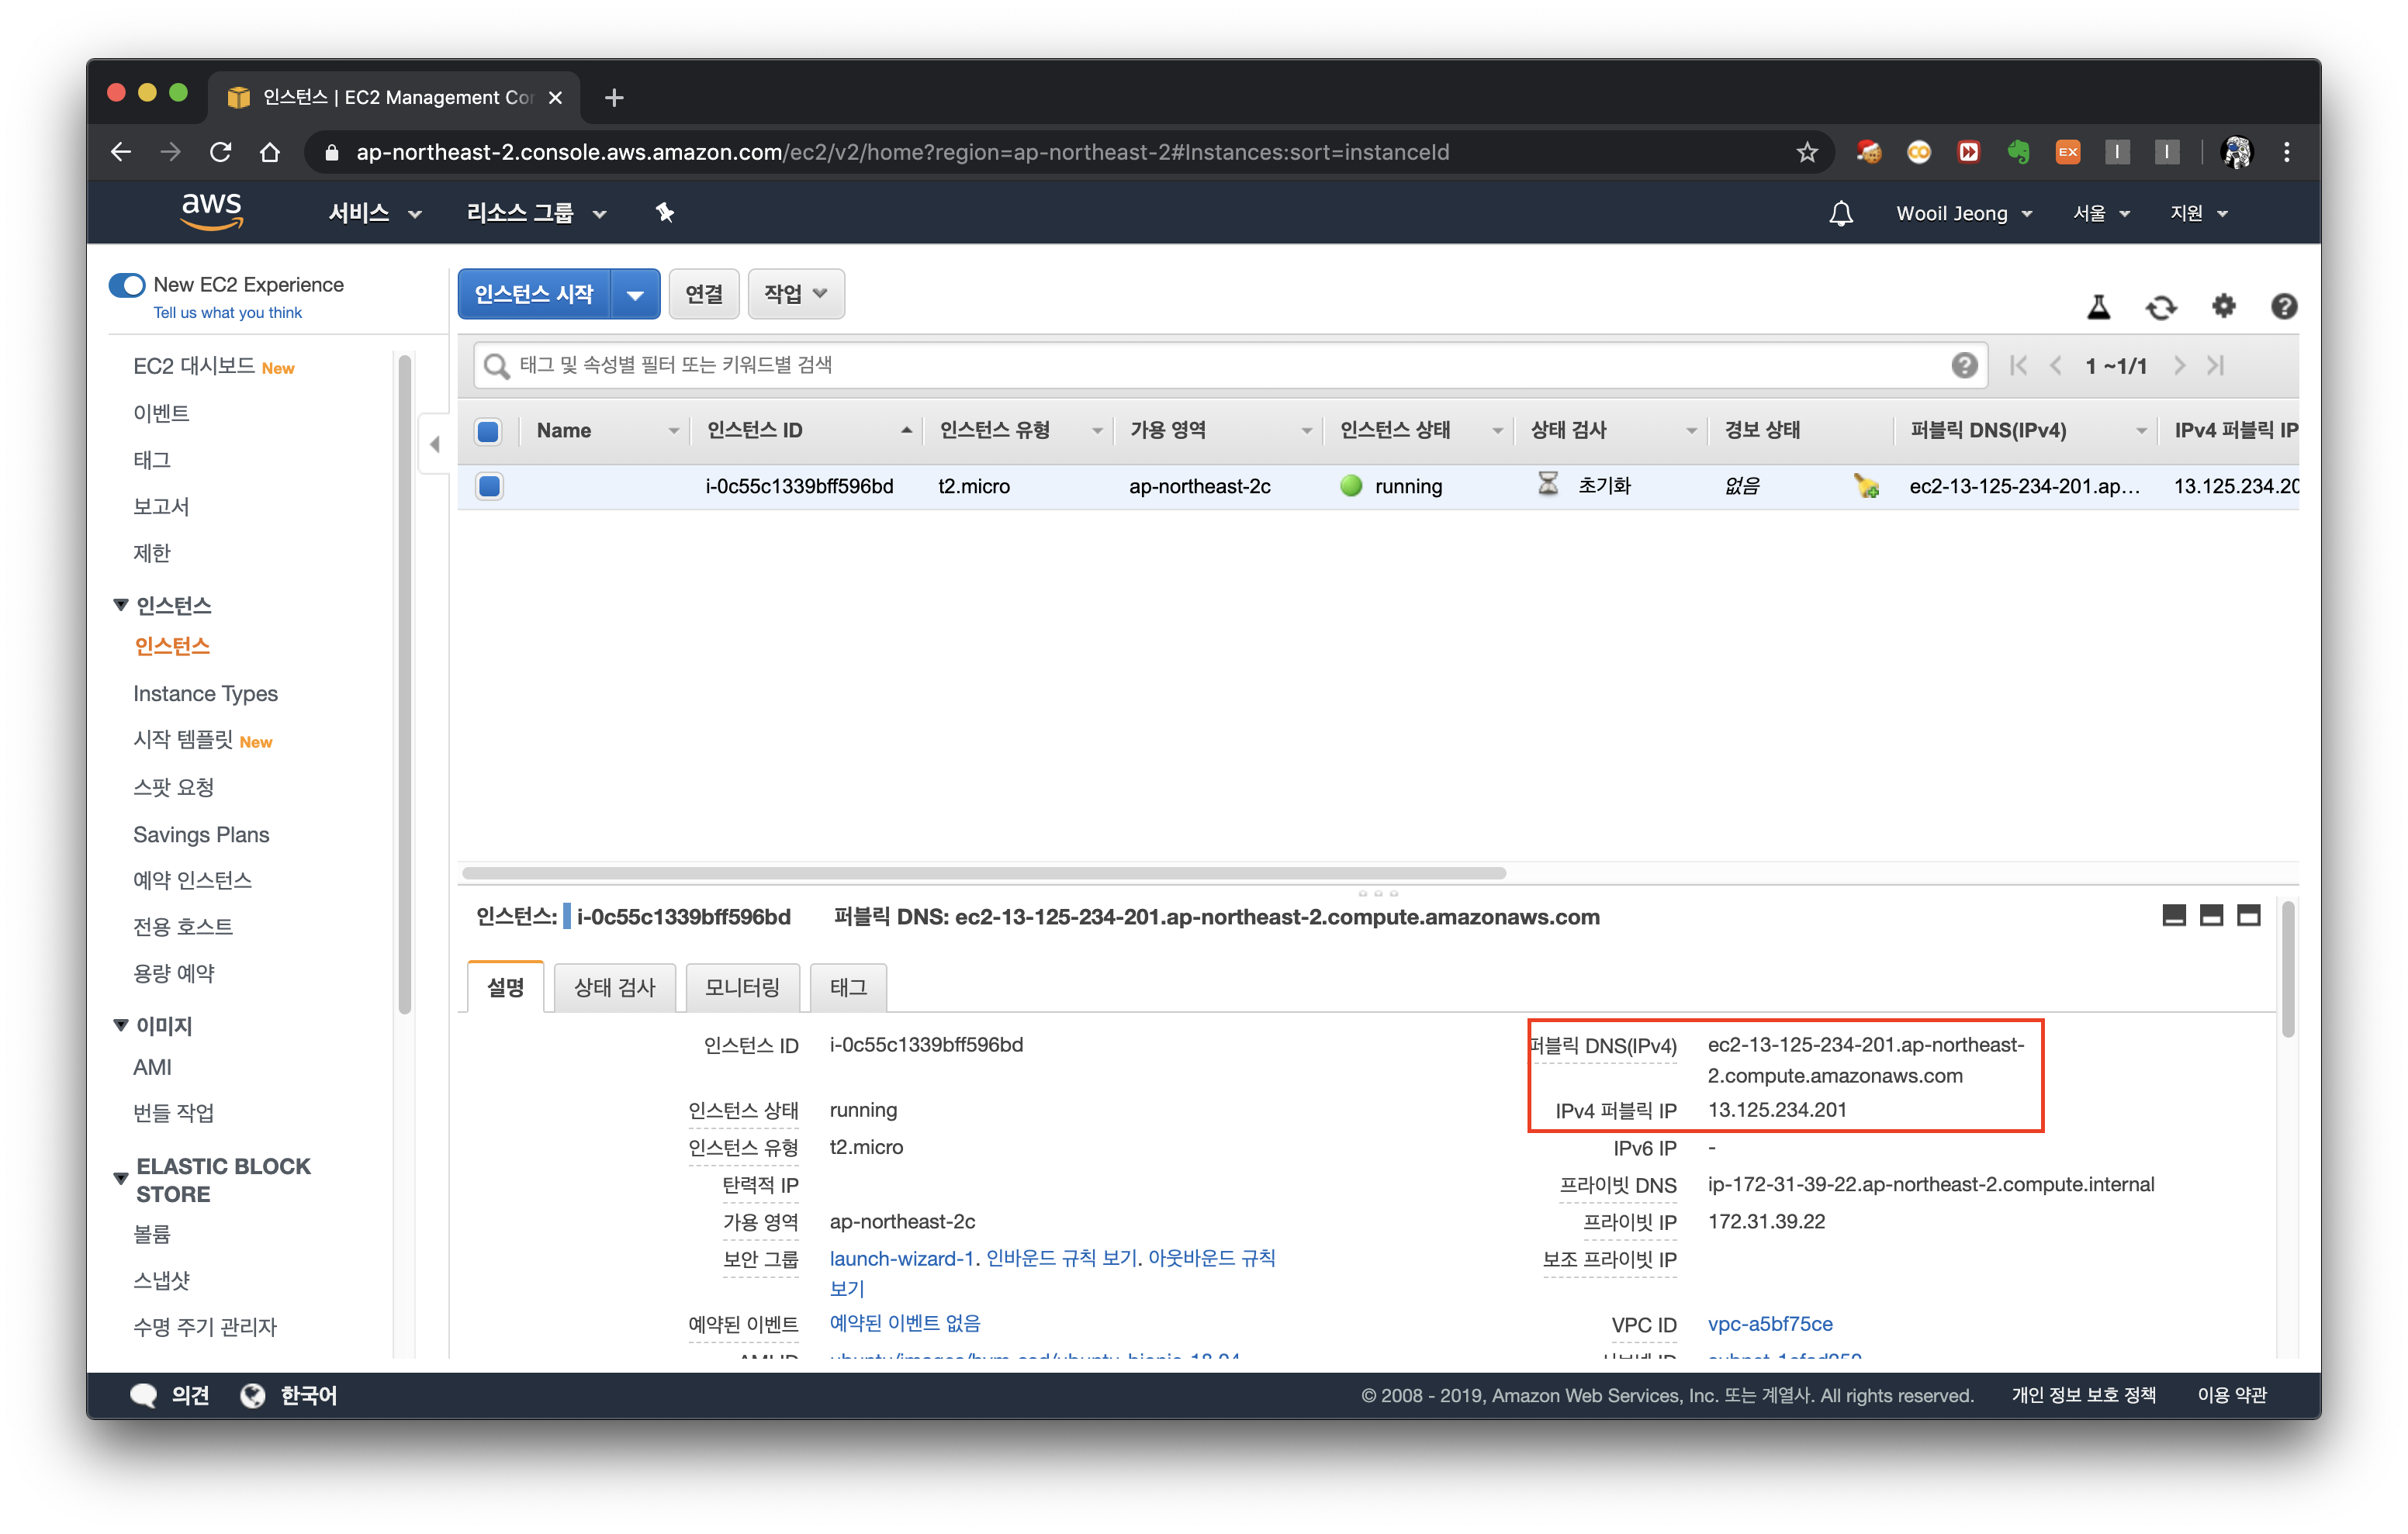 인스턴스 | EC2 Management Co
ap-northeast-2.console.aws.amazon.com/ec2/v2/home?region=ap-northeast-2#Instances:sort=instanceId
EX
aws
서비스
리소스 그룹
Wooil Jeong
서울
지원
New EC2 Experience
Tell us what you think
EC2 대시보드 New
이벤트
태그
보고서
제한
인스턴스
인스턴스
Instance Types
시작 템플릿 New
스팟 요청
Savings Plans
예약 인스턴스
전용 호스트
용량 예약
이미지
AMI
번들 작업
ELASTIC BLOCK
STORE
볼륨
스냅샷
수명 주기 관리자
인스턴스 시작
연결
작업
태그 및 속성별 필터 또는 키워드별 검색
1 ~1/1
Name 인스턴스 ID 인스턴스 유형 가용 영역 인스턴스 상태 상태 검사 경보 상태 퍼블릭 DNS(IPv4) IPv4 퍼블릭 IP
i-0c55c1339bff596bd t2.micro ap-northeast-2c running 초기화 없음 ec2-13-125-234-201.ap... 13.125.234.20
인스턴스: i-0c55c1339bff596bd 퍼블릭 DNS: ec2-13-125-234-201.ap-northeast-2.compute.amazonaws.com
설명
상태 검사
모니터링
태그
인스턴스 ID i-0c55c1339bff596bd
인스턴스 상태 running
인스턴스 유형 t2.micro
탄력적 IP
가용 영역 ap-northeast-2c
보안 그룹 launch-wizard-1. 인바운드 규칙 보기. 아웃바운드 규칙
보기
예약된 이벤트 예약된 이벤트 없음
AMI ID ubuntu/images/hvm-ssd/ubuntu-bionic-18.04
퍼블릭 DNS(IPv4) ec2-13-125-234-201.ap-northeast-
2.compute.amazonaws.com
IPv4 퍼블릭 IP 13.125.234.201
IPv6 IP -
프라이빗 DNS ip-172-31-39-22.ap-northeast-2.compute.internal
프라이빗 IP 172.31.39.22
보조 프라이빗 IP
VPC ID vpc-a5bf75ce
서브넷 ID
의견
한국어
© 2008 - 2019, Amazon Web Services, Inc. 또는 계열사. All rights reserved.
개인 정보 보호 정책
이용 약관